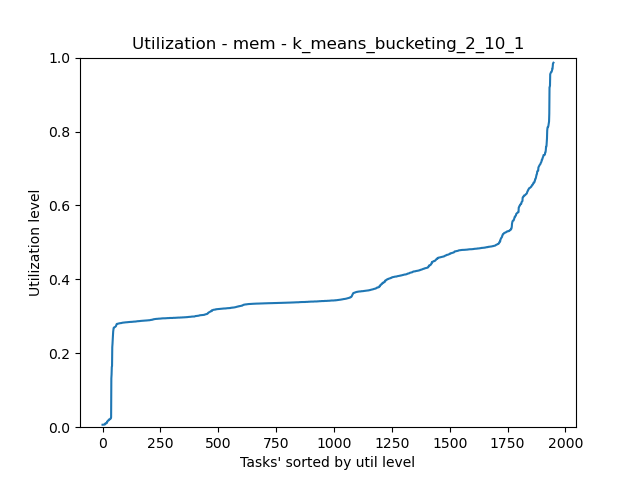 Utilization - mem - k_means_bucketing_2_10_1
1.0
0.8
0.6
0.4
0.2
0.0
Utilization level
0 250 500 750 1000 1250 1500 1750 2000
Tasks' sorted by util level